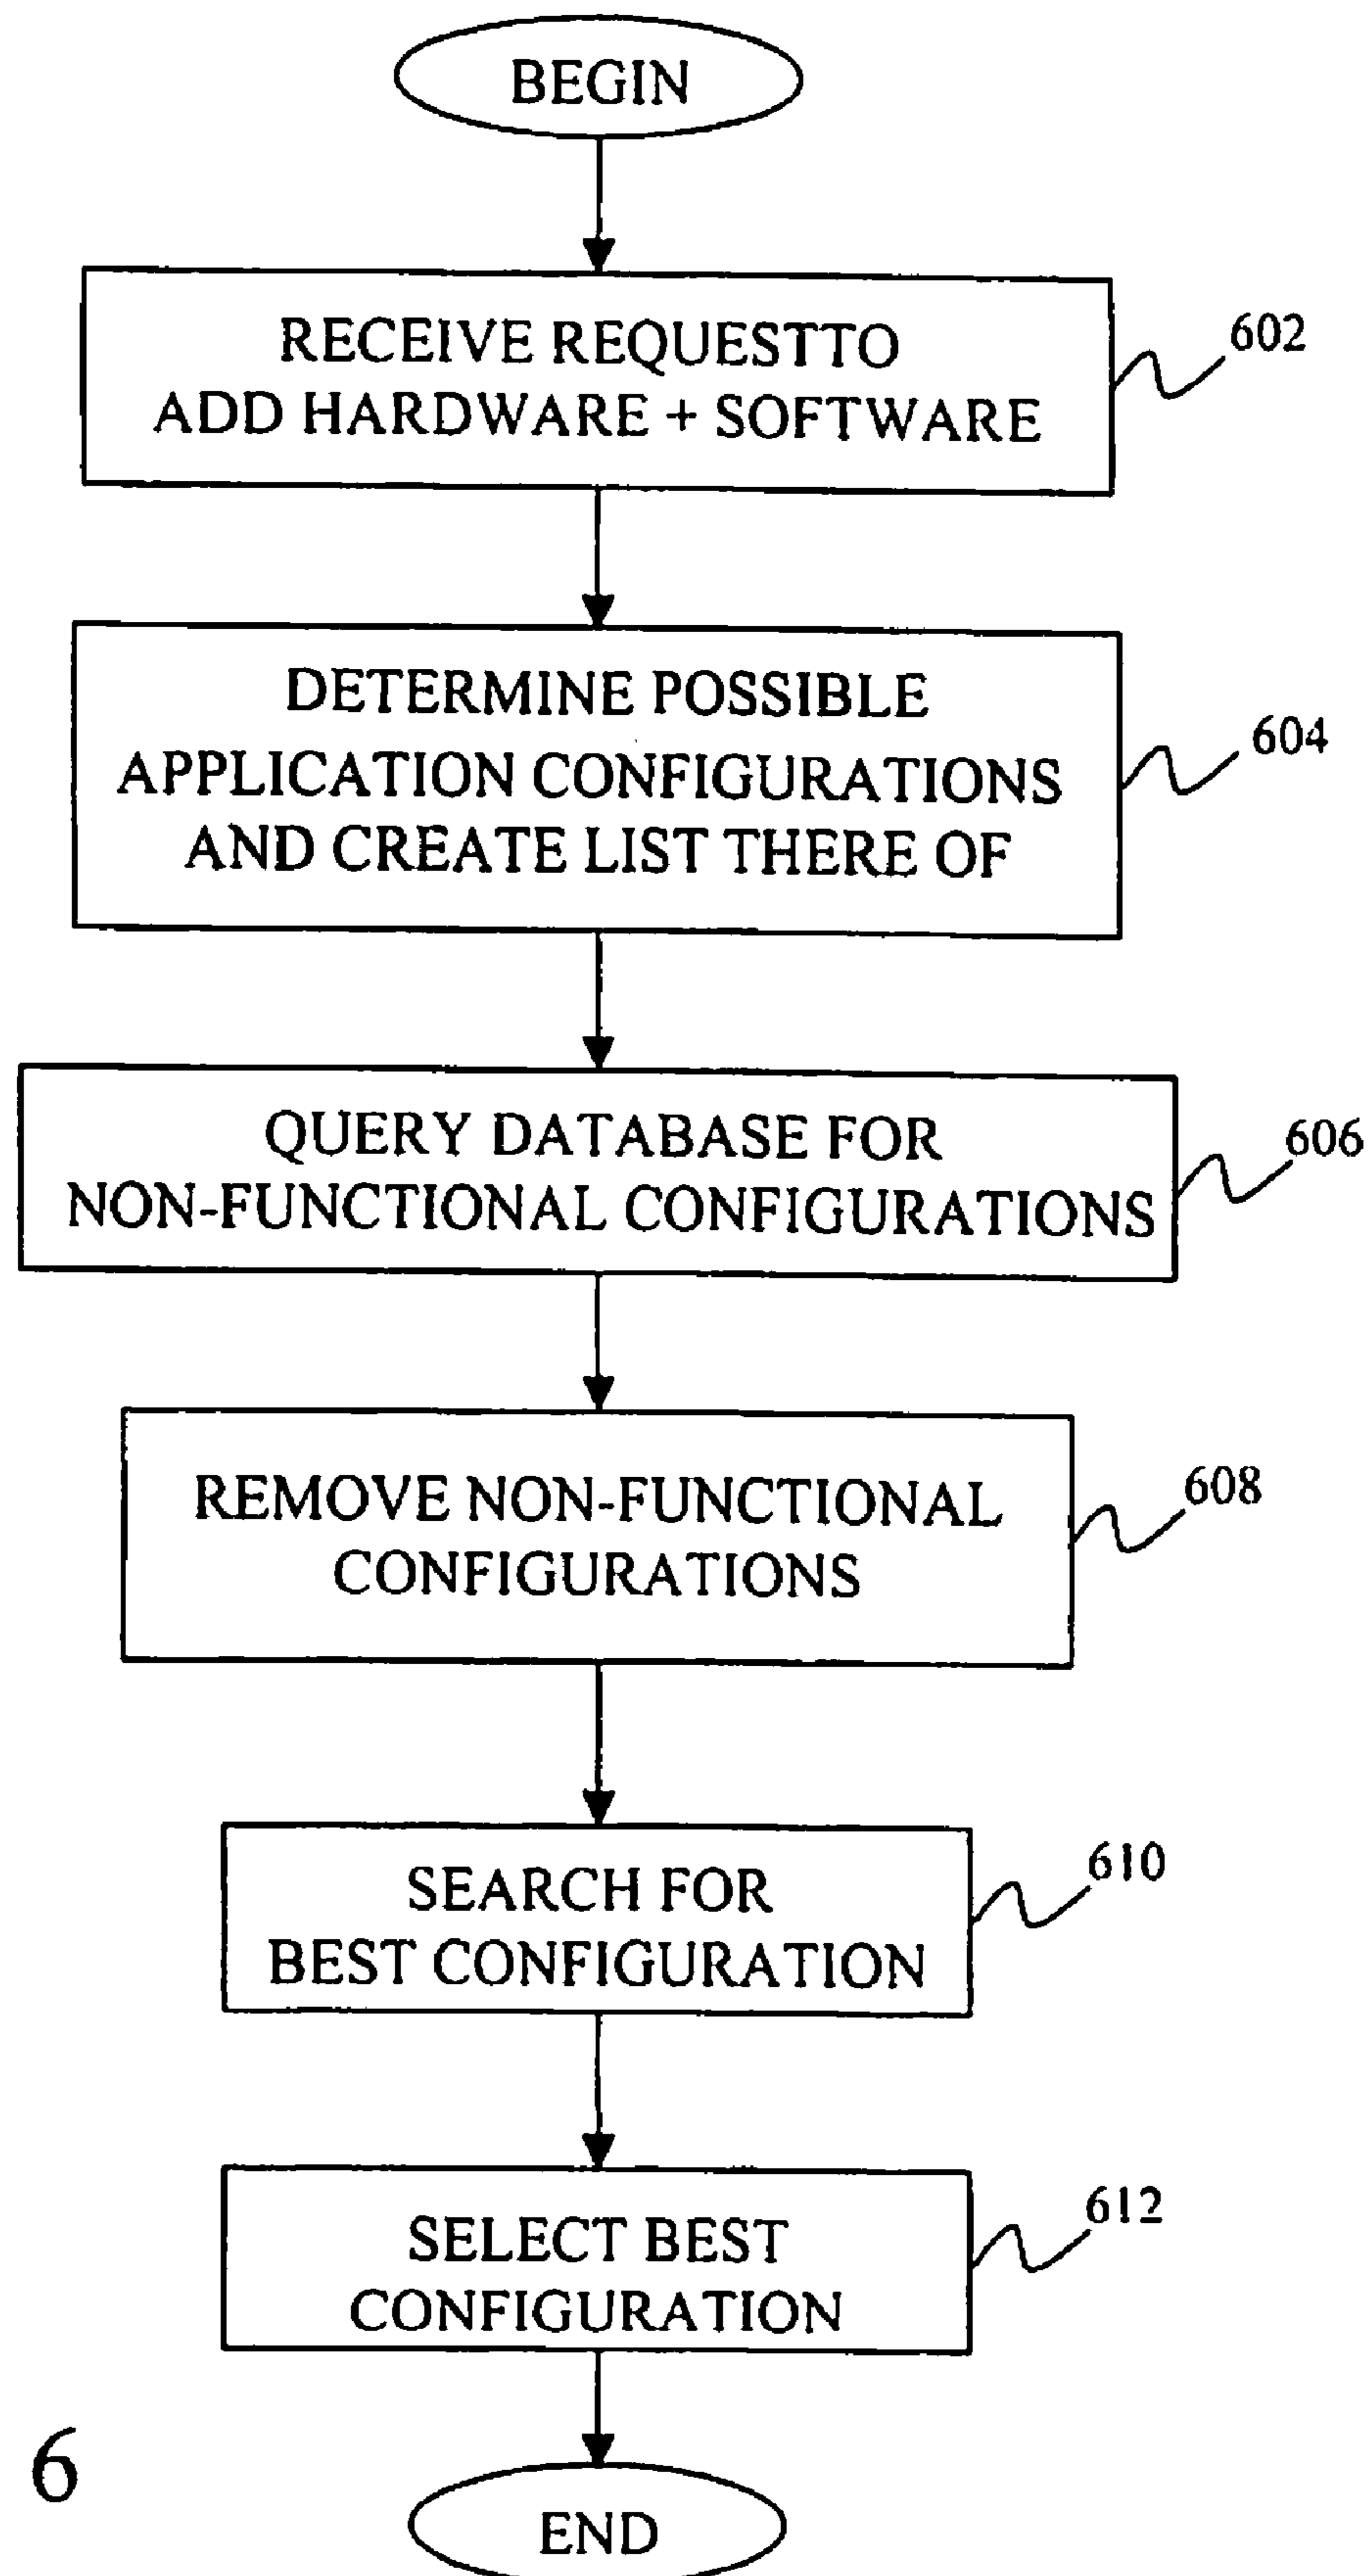 BEGIN
RECEIVE REQUESTTO
ADD HARDWARE + SOFTWARE
602
DETERMINE POSSIBLE
APPLICATION CONFIGURATIONS
AND CREATE LIST THERE OF
604
QUERY DATABASE FOR
NON-FUNCTIONAL CONFIGURATIONS
606
REMOVE NON-FUNCTIONAL
CONFIGURATIONS
608
SEARCH FOR
BEST CONFIGURATION
610
SELECT BEST
CONFIGURATION
612
6
END